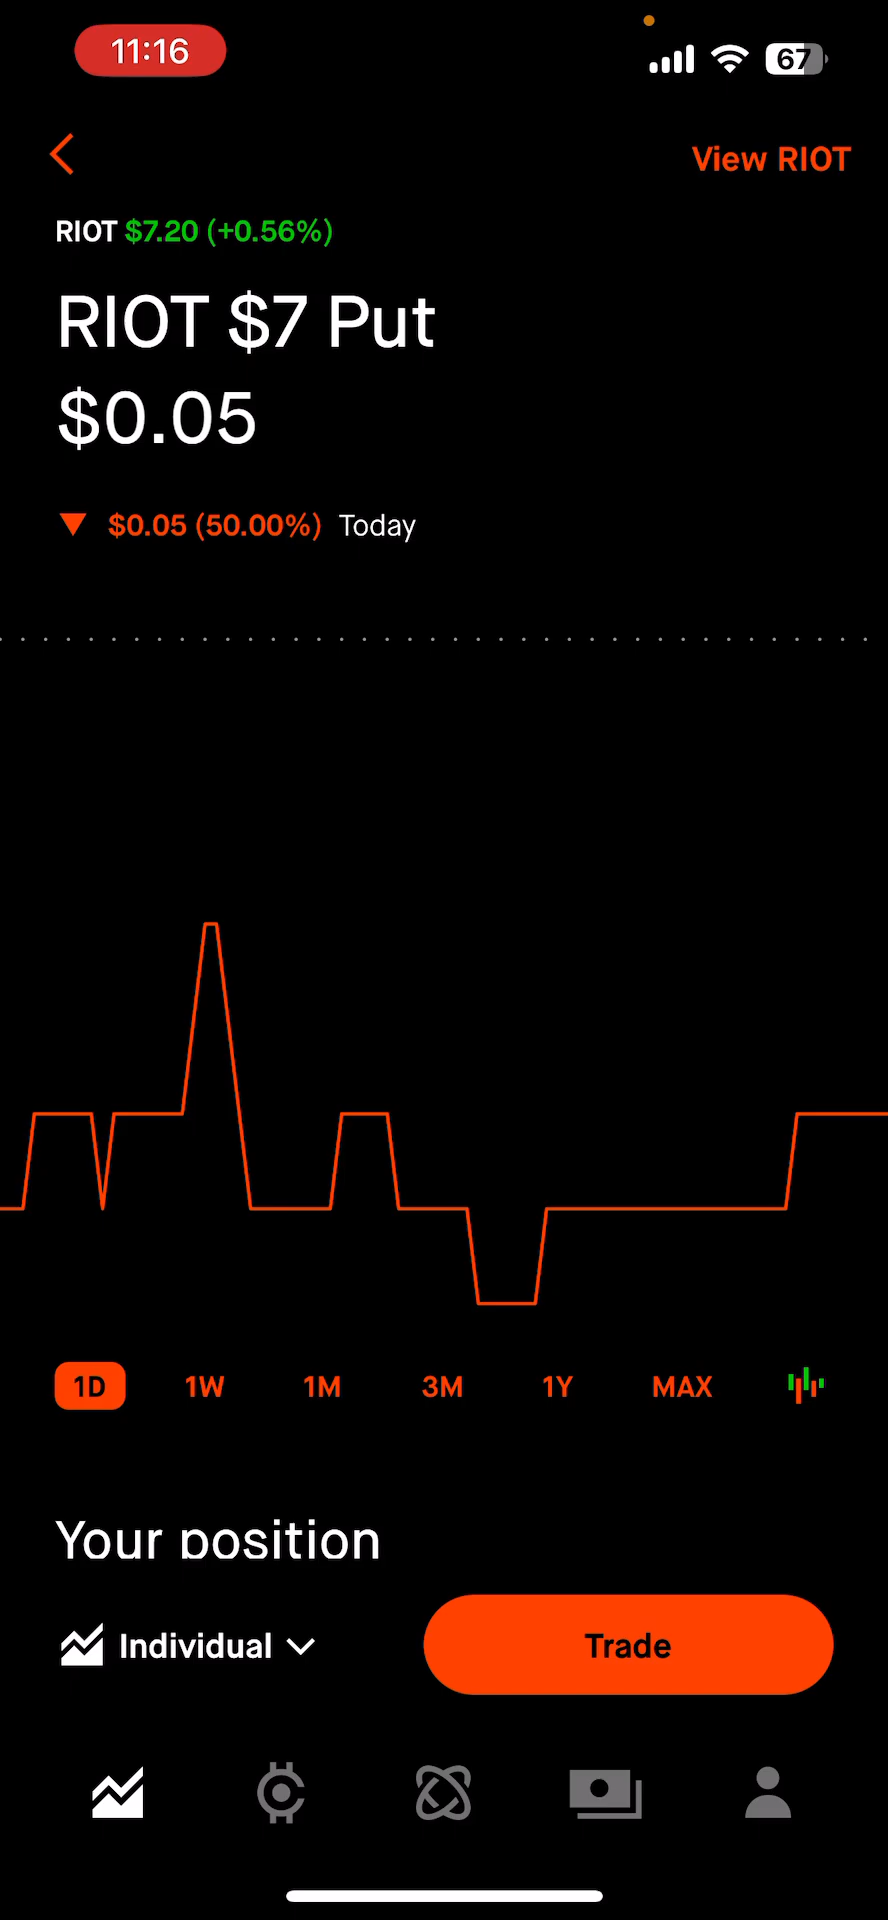 11:16
67
View RIOT
RIOT $7.20 (+0.56%)
RIOT $7 Put
$0.05
▼ $0.05 (50.00%) Today
1D 1W 1M 3M 1Y MAX
Your position
Individual
Trade